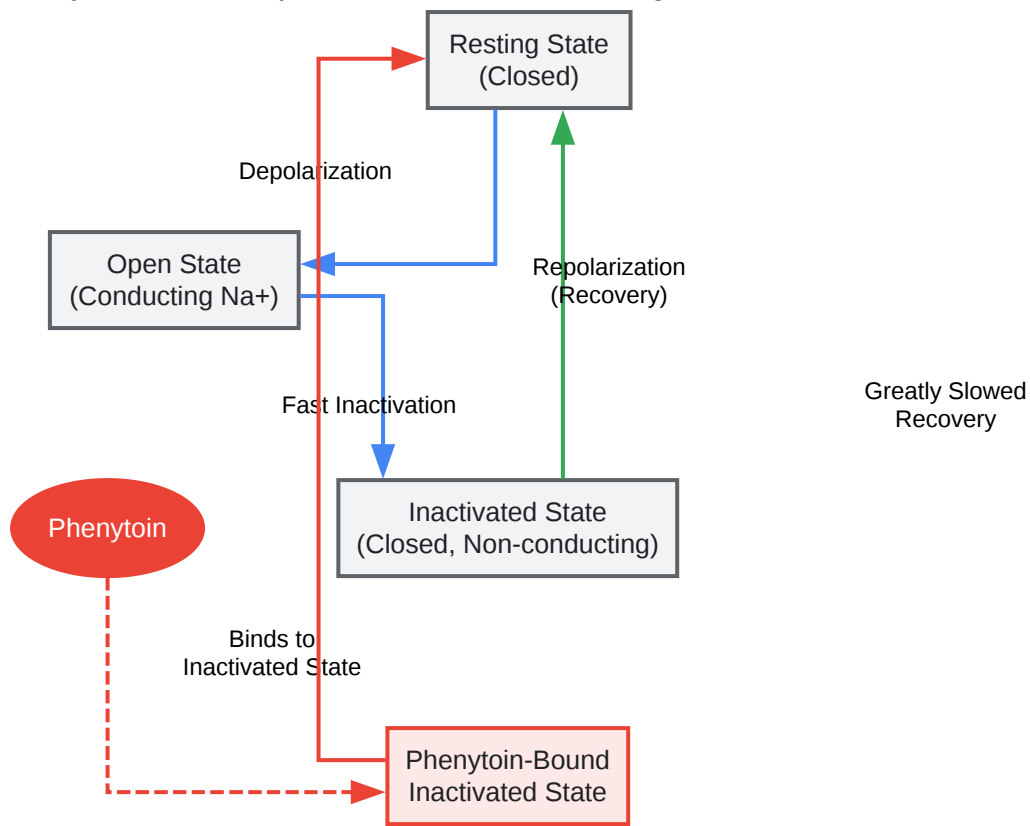 Resting State
(Closed)
Depolarization
Open State
(Conducting Na+)
Repolarization
(Recovery)
Greatly Slowed
Recovery
Fast Inactivation
Inactivated State
(Closed, Non-conducting)
Phenytoin
Binds to
Inactivated State
Phenytoin-Bound
Inactivated State